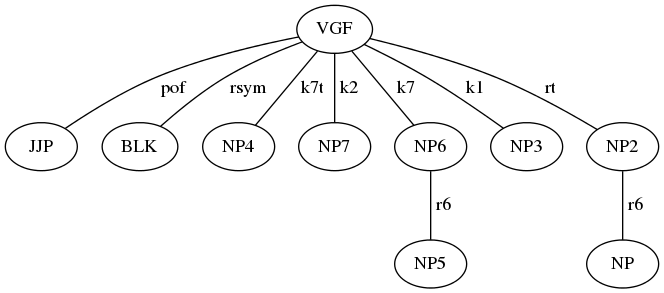 VGF
pof rsym k7t k2 k7 k1 rt
JJP BLK NP4 NP7 NP6 NP3 NP2
r6 r6
NP5 NP